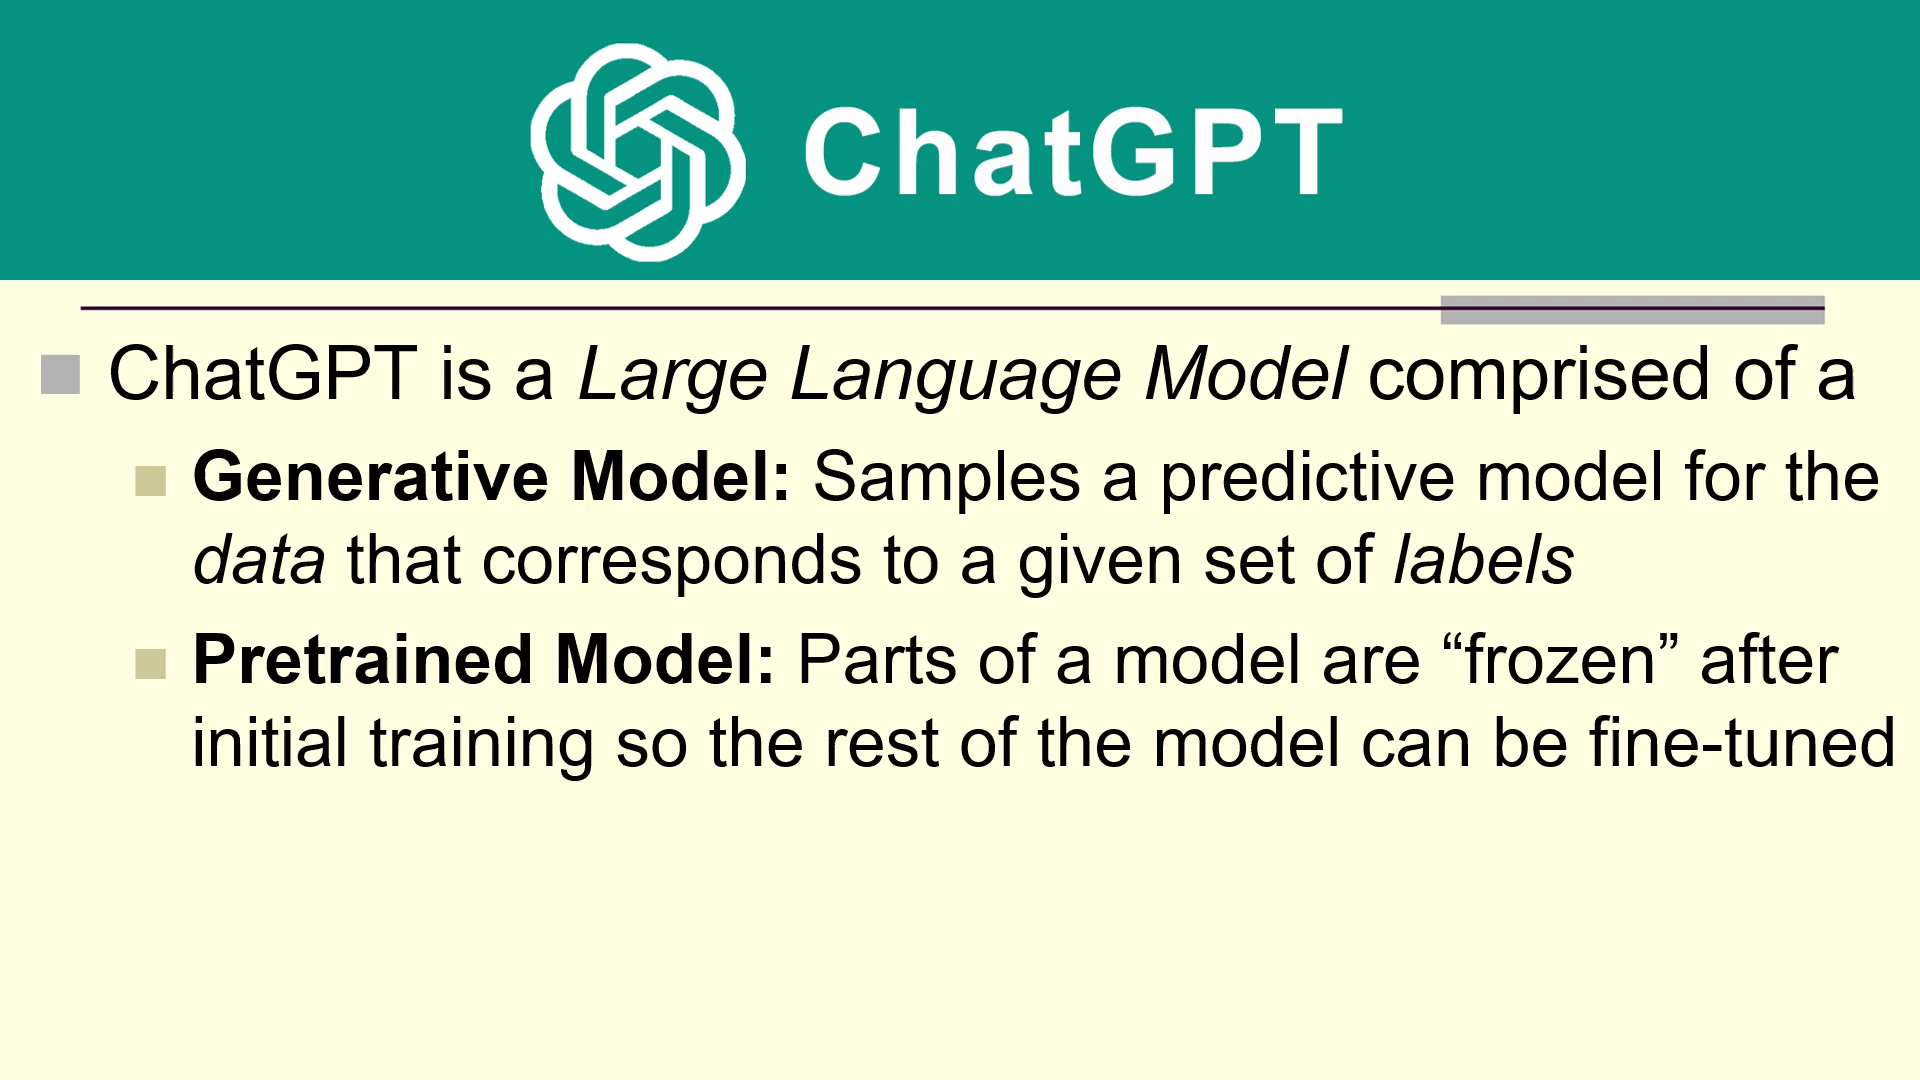 ChatGPT
ChatGPT is a Large Language Model comprised of a
Generative Model: Samples a predictive model for the
data that corresponds to a given set of labels
Pretrained Model: Parts of a model are “frozen” after
initial training so the rest of the model can be fine-tuned